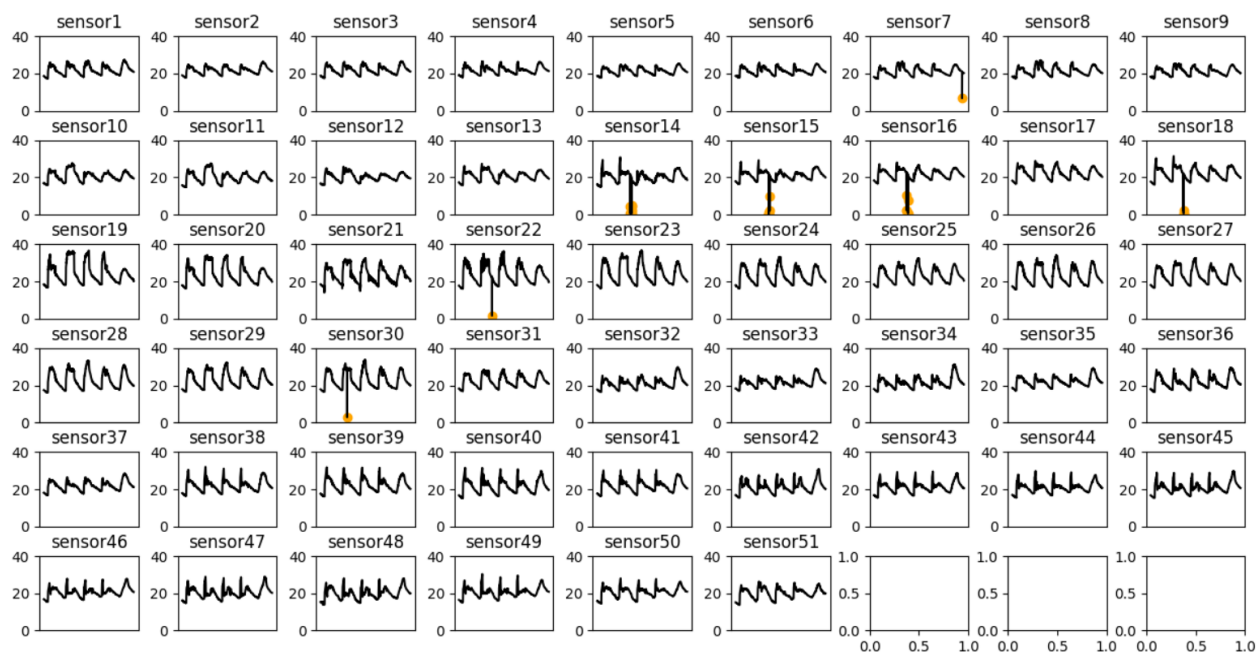 sensor1 sensor2 sensor3 sensor4 sensor5 sensor6 sensor7 sensor8 sensor9
40 40 40 40 40 40 40 40 40
20 20 20 20 20 20 20 20 20
0 0 0 0 0 0 0 0 0
sensor10 sensor11 sensor12 sensor13 sensor14 sensor15 sensor16 sensor17 sensor18
40 40 40 40 40 40 40 40 40
20 20 20 20 20 20 20 20 20
0 0 0 0 0 0 0 0 0
sensor19 sensor20 sensor21 sensor22 sensor23 sensor24 sensor25 sensor26 sensor27
40 40 40 40 40 40 40 40 40
20 20 20 20 20 20 20 20 20
0 0 0 0 0 0 0 0 0
sensor28 sensor29 sensor30 sensor31 sensor32 sensor33 sensor34 sensor35 sensor36
40 40 40 40 40 40 40 40 40
20 20 20 20 20 20 20 20 20
0 0 0 0 0 0 0 0 0
sensor37 sensor38 sensor39 sensor40 sensor41 sensor42 sensor43 sensor44 sensor45
40 40 40 40 40 40 40 40 40
20 20 20 20 20 20 20 20 20
0 0 0 0 0 0 0 0 0
sensor46 sensor47 sensor48 sensor49 sensor50 sensor51
40 40 40 40 40 40 1.0 1.0 1.0
20 20 20 20 20 20 0.5 0.5 0.5
0 0 0 0 0 0 0.0 0.0 0.0
0.0 0.5 1.0 0.0 0.5 1.0 0.0 0.5 1.0